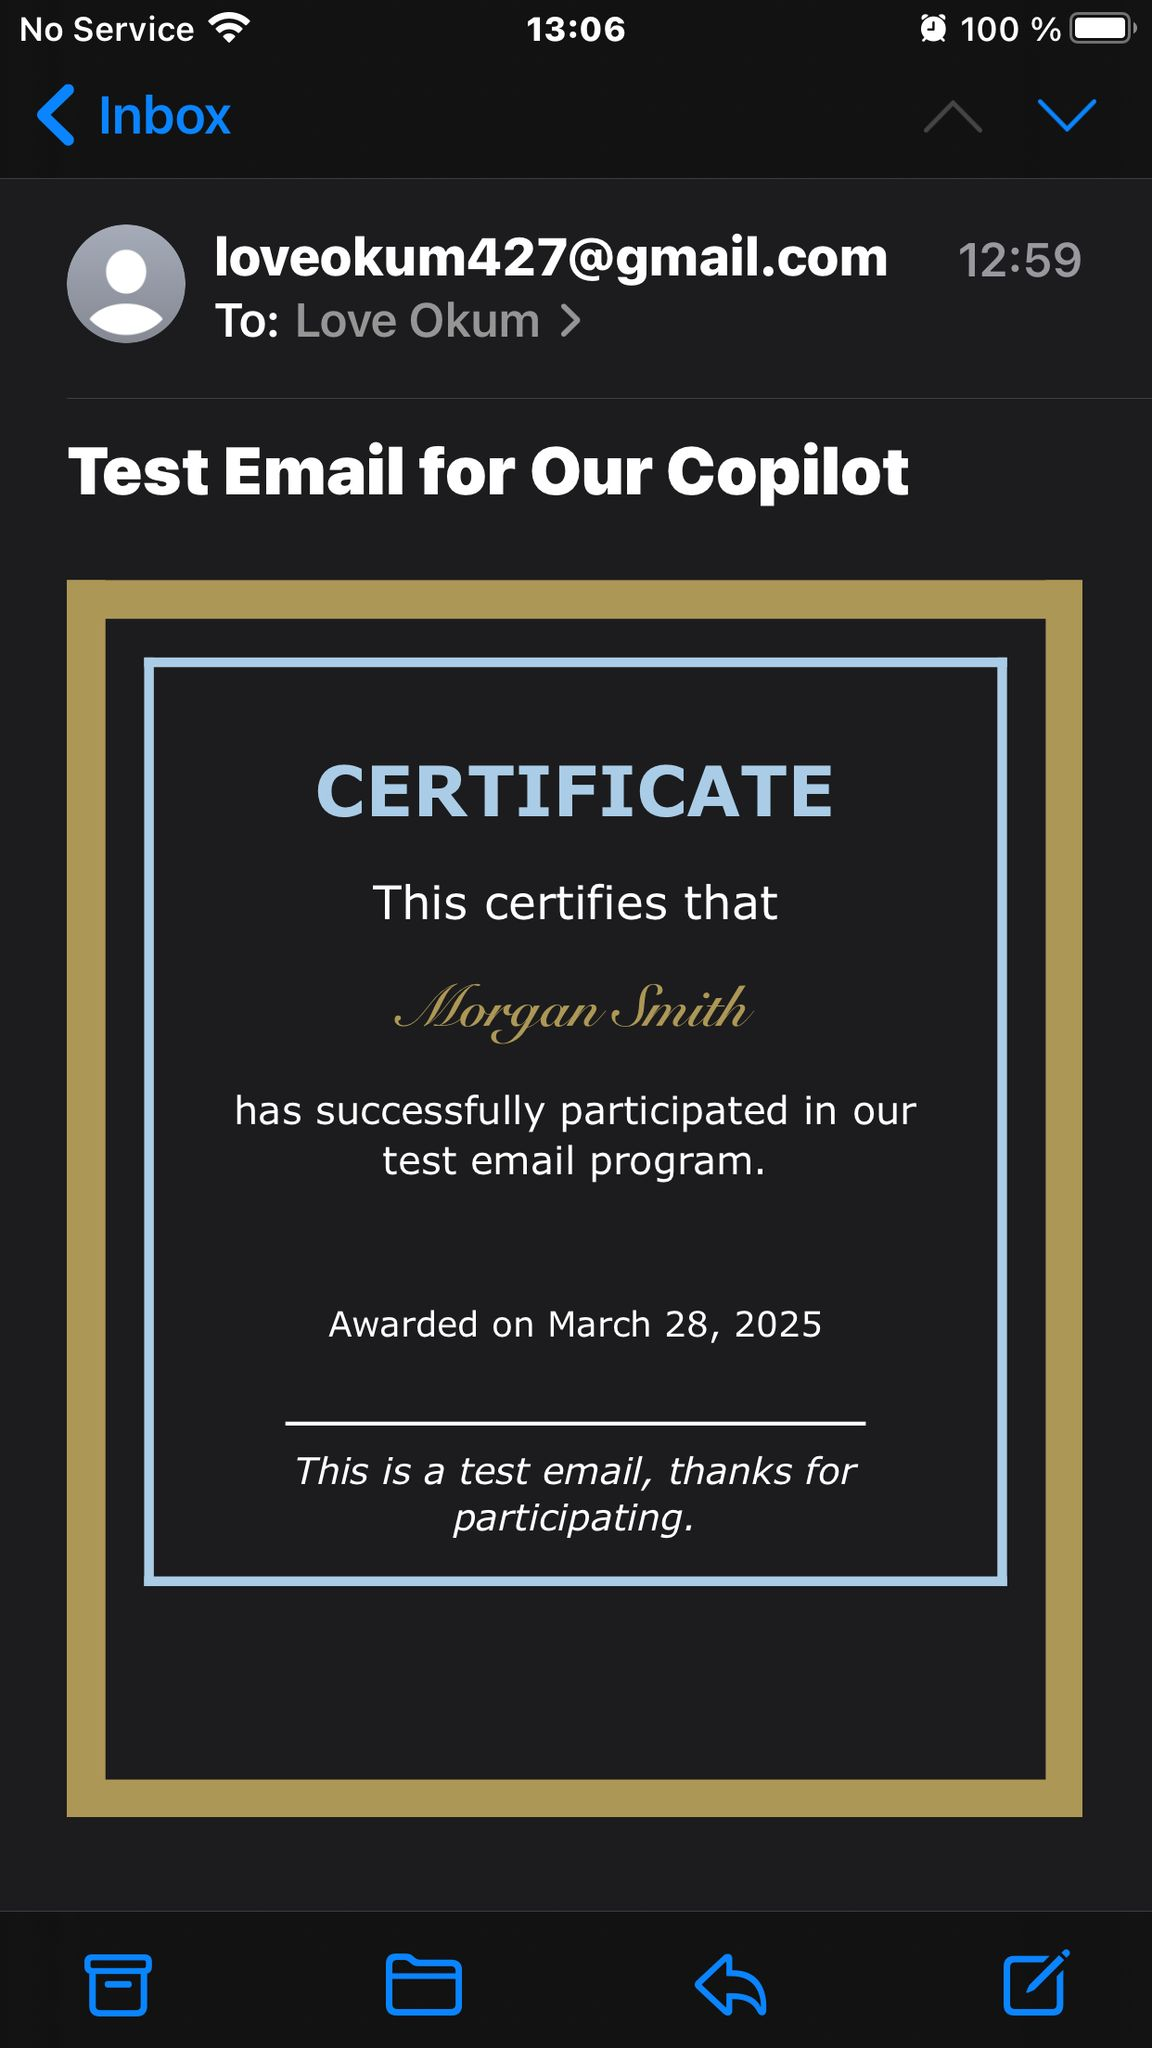 No Service 13:06 100 %
Inbox
loveokum427@gmail.com 12:59
To: Love Okum
Test Email for Our Copilot
CERTIFICATE
This certifies that
Morgan Smith
has successfully participated in our
test email program.
Awarded on March 28, 2025
This is a test email, thanks for
participating.